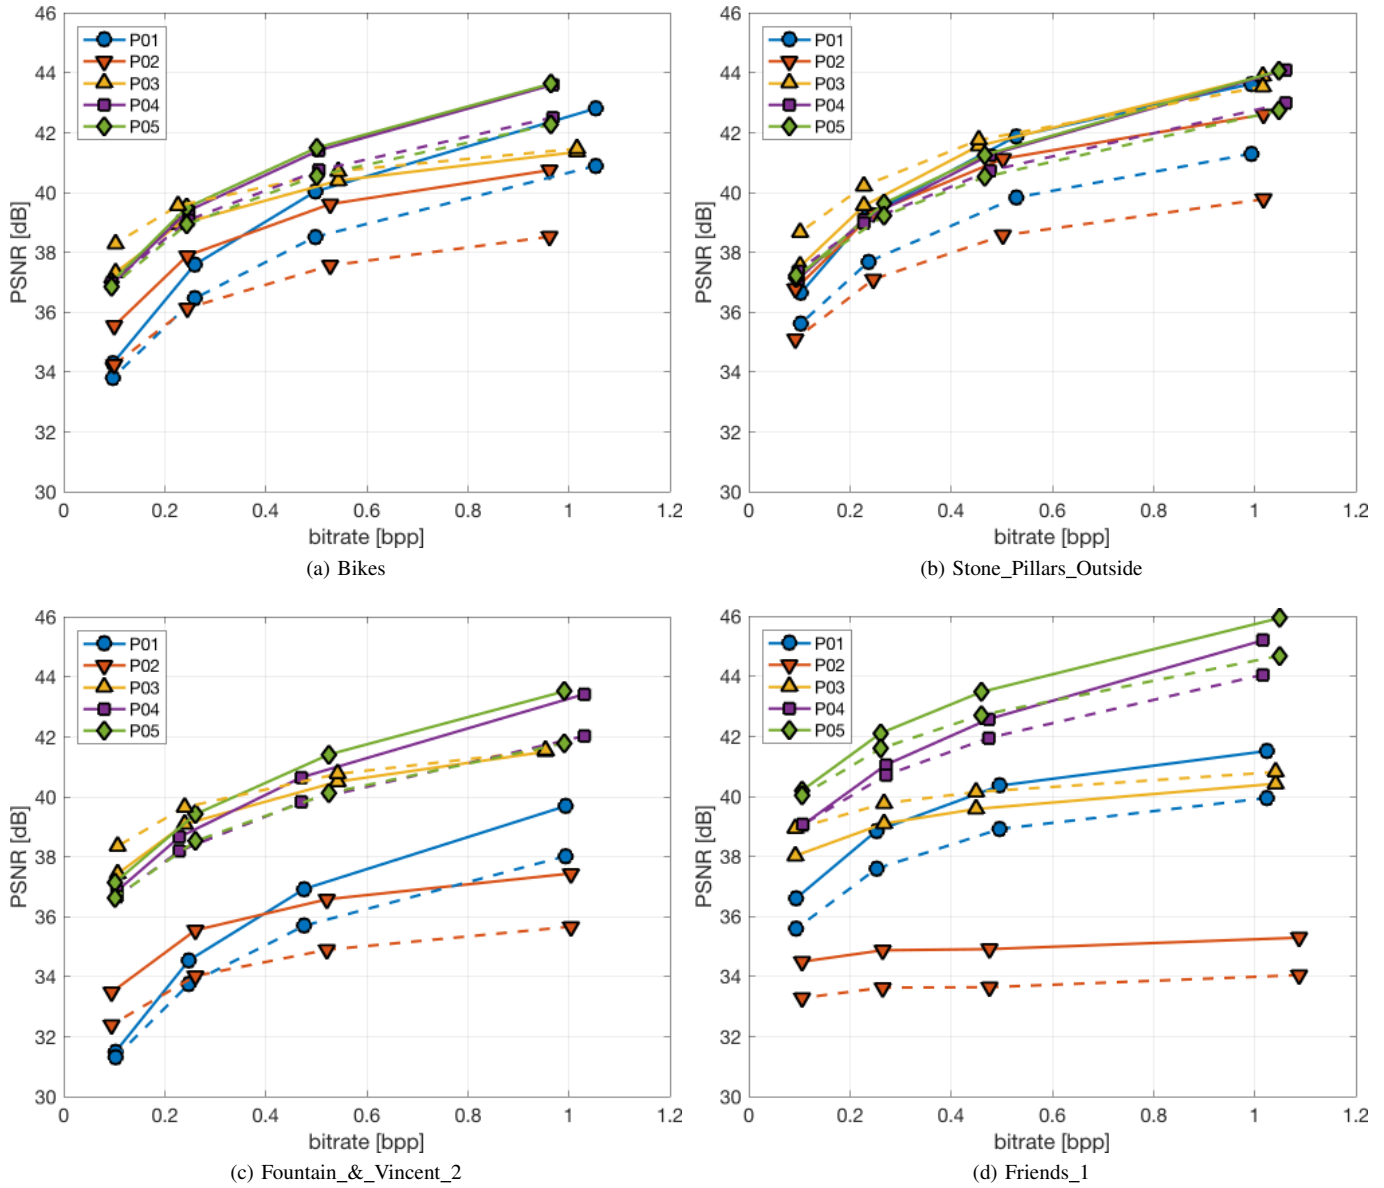 46
44
42
40
38
36
34
32
30
PSNR [dB]
P01
P02
P03
P04
P05
0 0.2 0.4 0.6 0.8 1 1.2
bitrate [bpp]
(a) Bikes
46
44
42
40
38
36
34
32
30
PSNR [dB]
P01
P02
P03
P04
P05
0 0.2 0.4 0.6 0.8 1 1.2
bitrate [bpp]
(b) Stone_Pillars_Outside
46
44
42
40
38
36
34
32
30
PSNR [dB]
P01
P02
P03
P04
P05
0 0.2 0.4 0.6 0.8 1 1.2
bitrate [bpp]
(c) Fountain_&_Vincent_2
46
44
42
40
38
36
34
32
30
PSNR [dB]
P01
P02
P03
P04
P05
0 0.2 0.4 0.6 0.8 1 1.2
bitrate [bpp]
(d) Friends_1